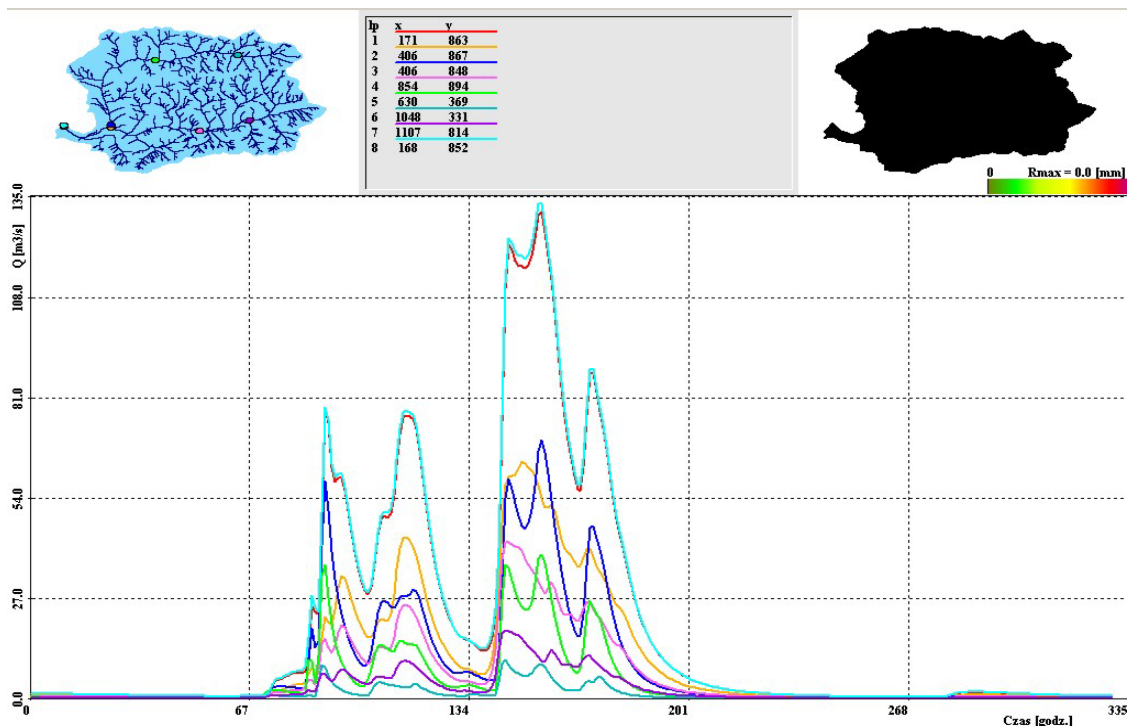 lp x y
1 171 863
2 406 867
3 406 848
4 854 894
5 630 369
6 1048 331
7 1107 814
8 168 852
0 Rmax = 0.0 [mm]
Q [m3/s]
135.0
108.0
81.0
54.0
27.0
0.0
0 67 134 201 268 335
Czas [godz.]